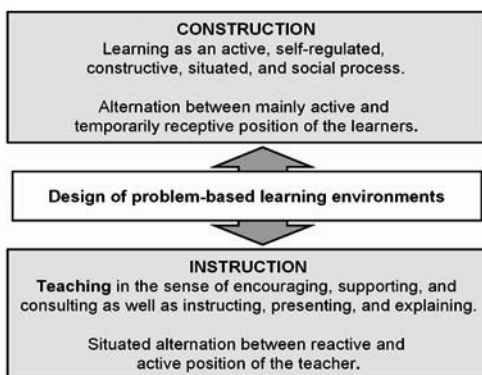 CONSTRUCTION
Learning as an active, self-regulated,
constructive, situated, and social process.
Alternation between mainly active and
temporarily receptive position of the learners.
Design of problem-based learning environments
INSTRUCTION
Teaching in the sense of encouraging, supporting, and
consulting as well as instructing, presenting, and explaining.
Situated alternation between reactive and
active position of the teacher.